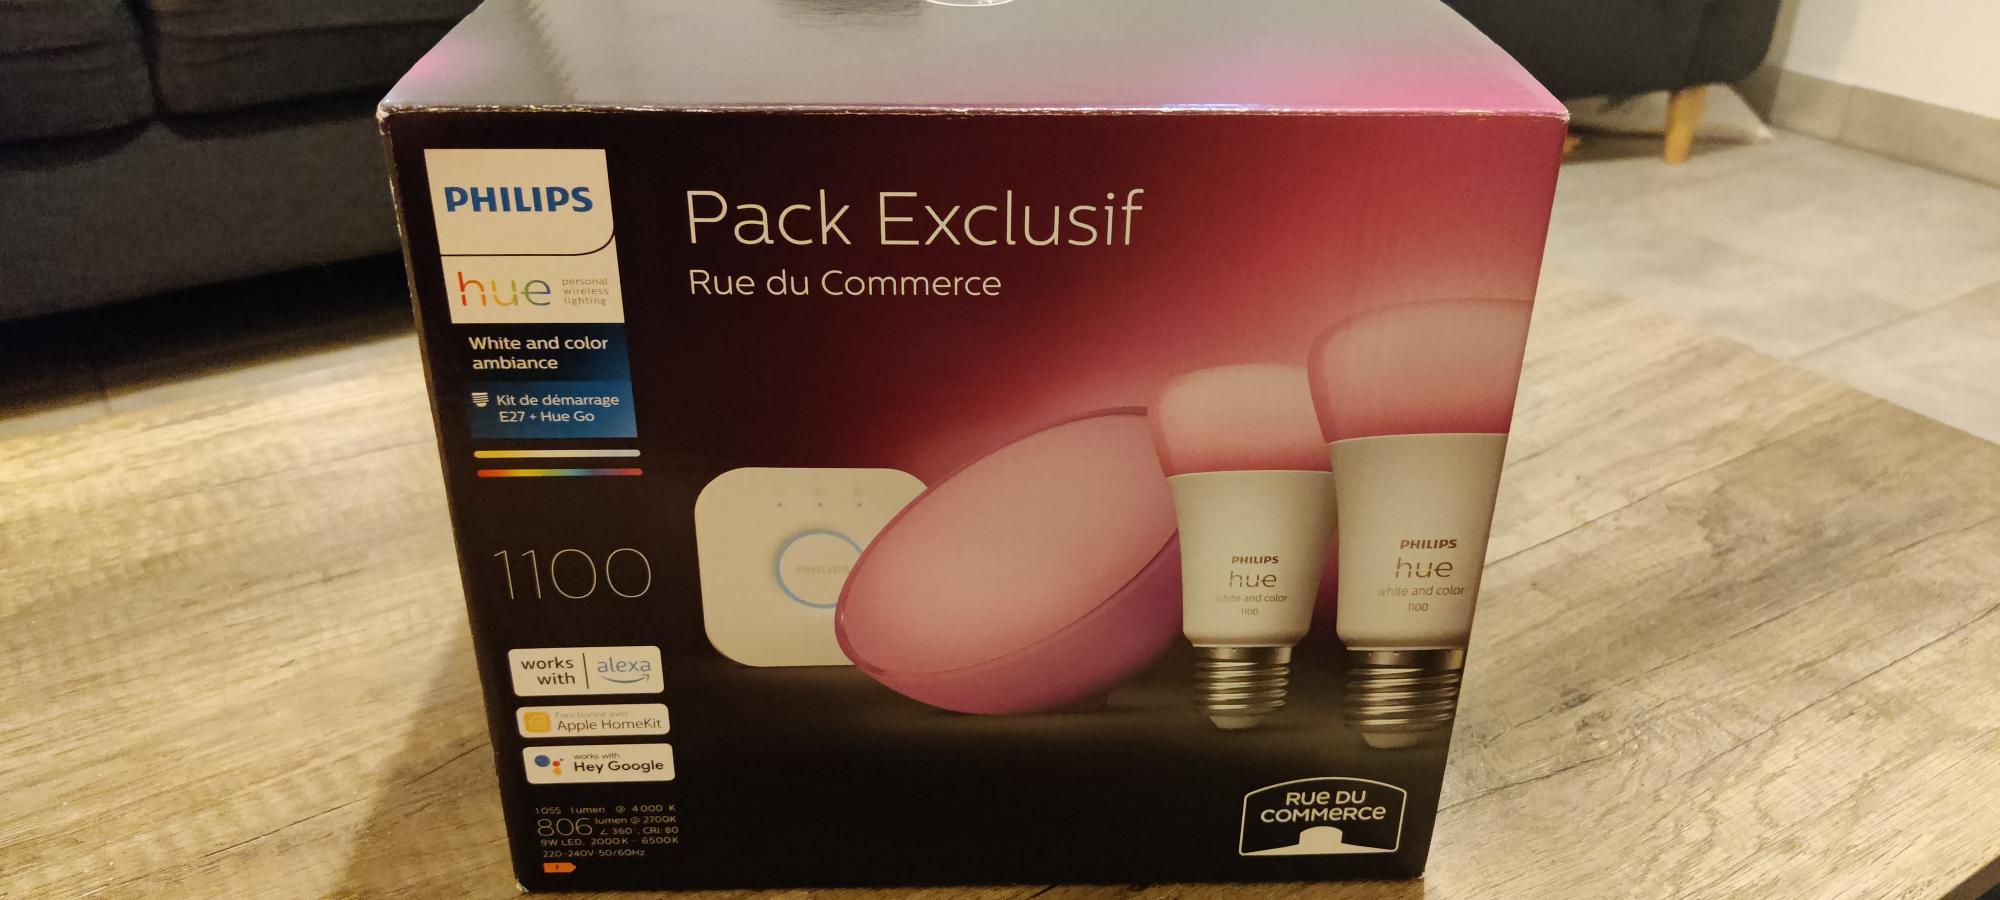 PHILIPS
hue personal
wireless
lighting
White and color
ambiance
Kit de démarrage
E27 + Hue Go
1100
works
with
alexa
Fonctionne avec
Apple HomeKit
works with
Hey Google
1055 lumen @ 4000 K
806 lumen @ 2700K
∠ 360°, CRI: 80
9W LED, 2000K - 6500K
220-240V 50/60Hz
F
Pack Exclusif
Rue du Commerce
PHILIPS
PHILIPS
hue
white and color
1100
PHILIPS
hue
white and color
1100
RUE DU
COMMERCE